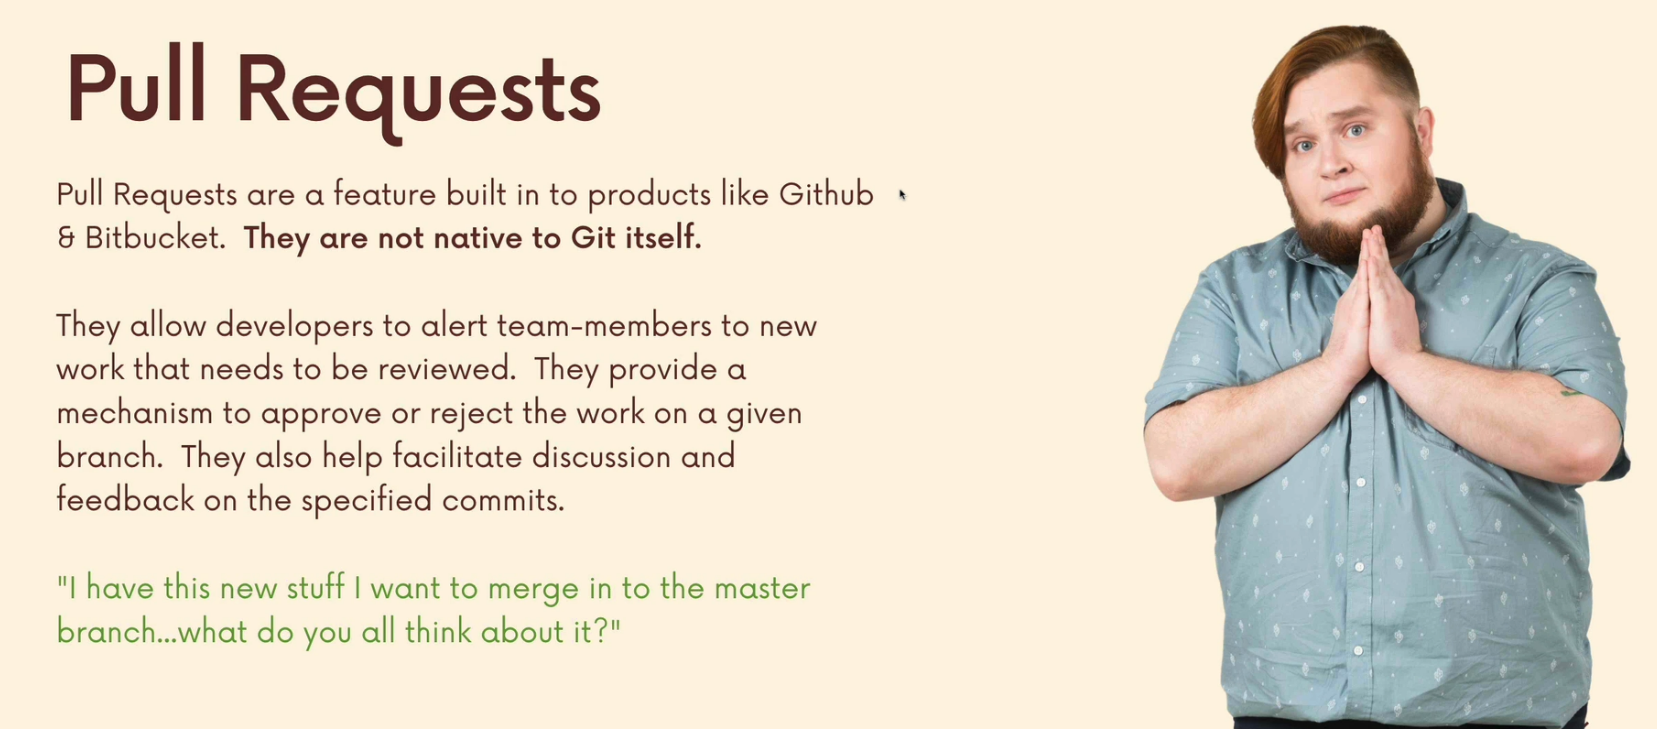 Pull Requests
Pull Requests are a feature built in to products like Github
& Bitbucket.  They are not native to Git itself.
They allow developers to alert team-members to new
work that needs to be reviewed.  They provide a
mechanism to approve or reject the work on a given
branch.  They also help facilitate discussion and
feedback on the specified commits.
"I have this new stuff I want to merge in to the master
branch...what do you all think about it?"